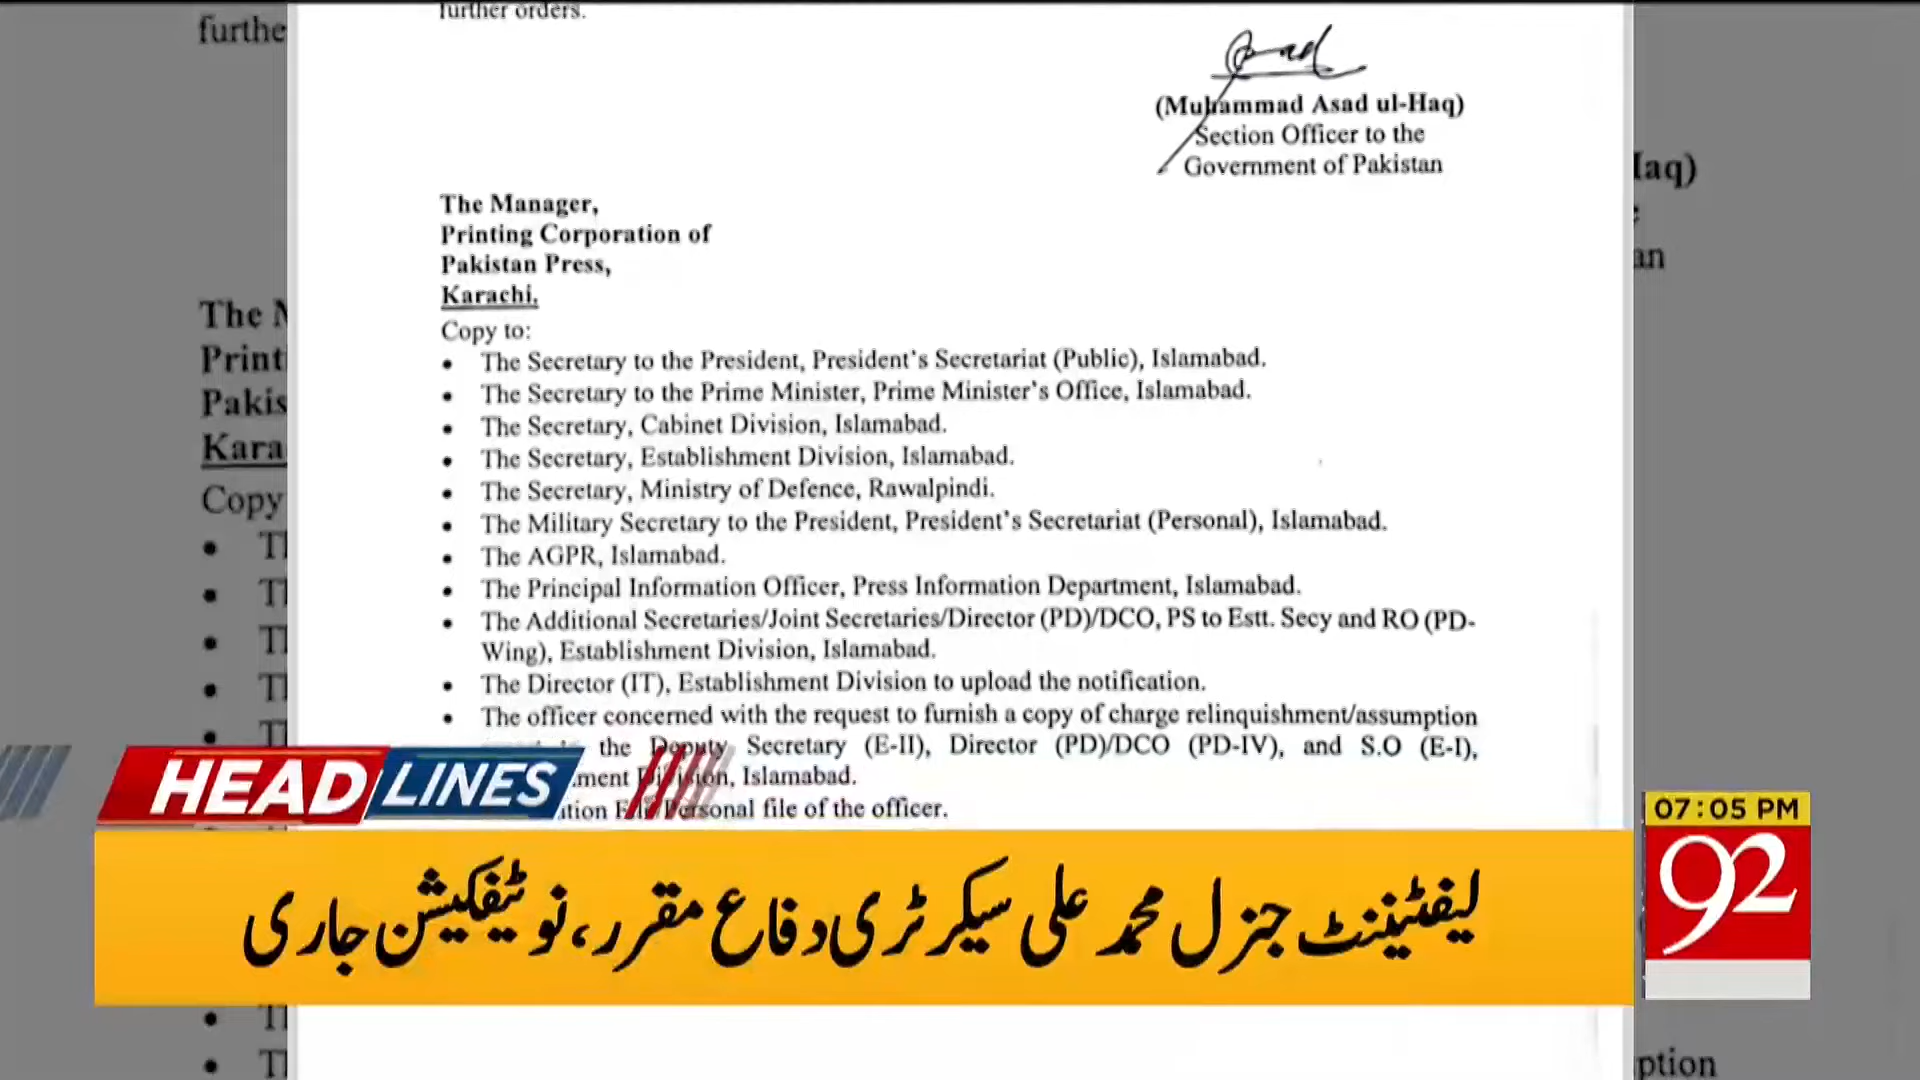 further orders.
(Muhammad Asad ul-Haq)
Section Officer to the
Government of Pakistan
The Manager,
Printing Corporation of
Pakistan Press,
Karachi.
Copy to:
• The Secretary to the President, President's Secretariat (Public), Islamabad.
• The Secretary to the Prime Minister, Prime Minister's Office, Islamabad.
• The Secretary, Cabinet Division, Islamabad.
• The Secretary, Establishment Division, Islamabad.
• The Secretary, Ministry of Defence, Rawalpindi.
• The Military Secretary to the President, President's Secretariat (Personal), Islamabad.
• The AGPR, Islamabad.
• The Principal Information Officer, Press Information Department, Islamabad.
• The Additional Secretaries/Joint Secretaries/Director (PD)/DCO, PS to Estt. Secy and RO (PD-
Wing), Establishment Division, Islamabad.
• The Director (IT), Establishment Division to upload the notification.
• The officer concerned with the request to furnish a copy of charge relinquishment/assumption
the Deputy Secretary (E-II), Director (PD)/DCO (PD-IV), and S.O (E-I),
Division, Islamabad.
Personal file of the officer.
HEADLINES
لیفٹیننٹ جنرل محمد علی سیکرٹری دفاع مقرر، نوٹیفکیشن جاری
07:05 PM
92